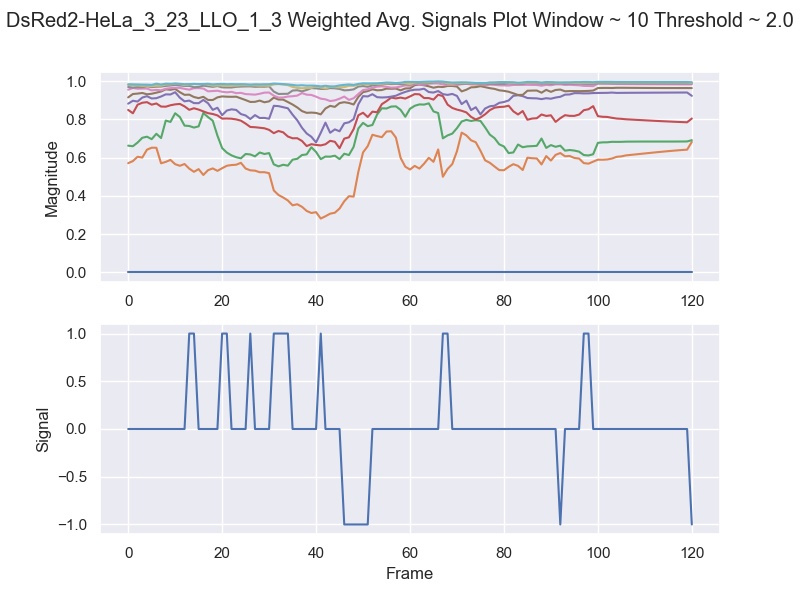 DsRed2-HeLa_3_23_LLO_1_3 Weighted Avg. Signals Plot Window ~ 10 Threshold ~ 2.0
1.0
0.8
0.6
0.4
0.2
0.0
Magnitude
0 20 40 60 80 100 120
1.0
0.5
0.0
−0.5
−1.0
Signal
0 20 40 60 80 100 120
Frame